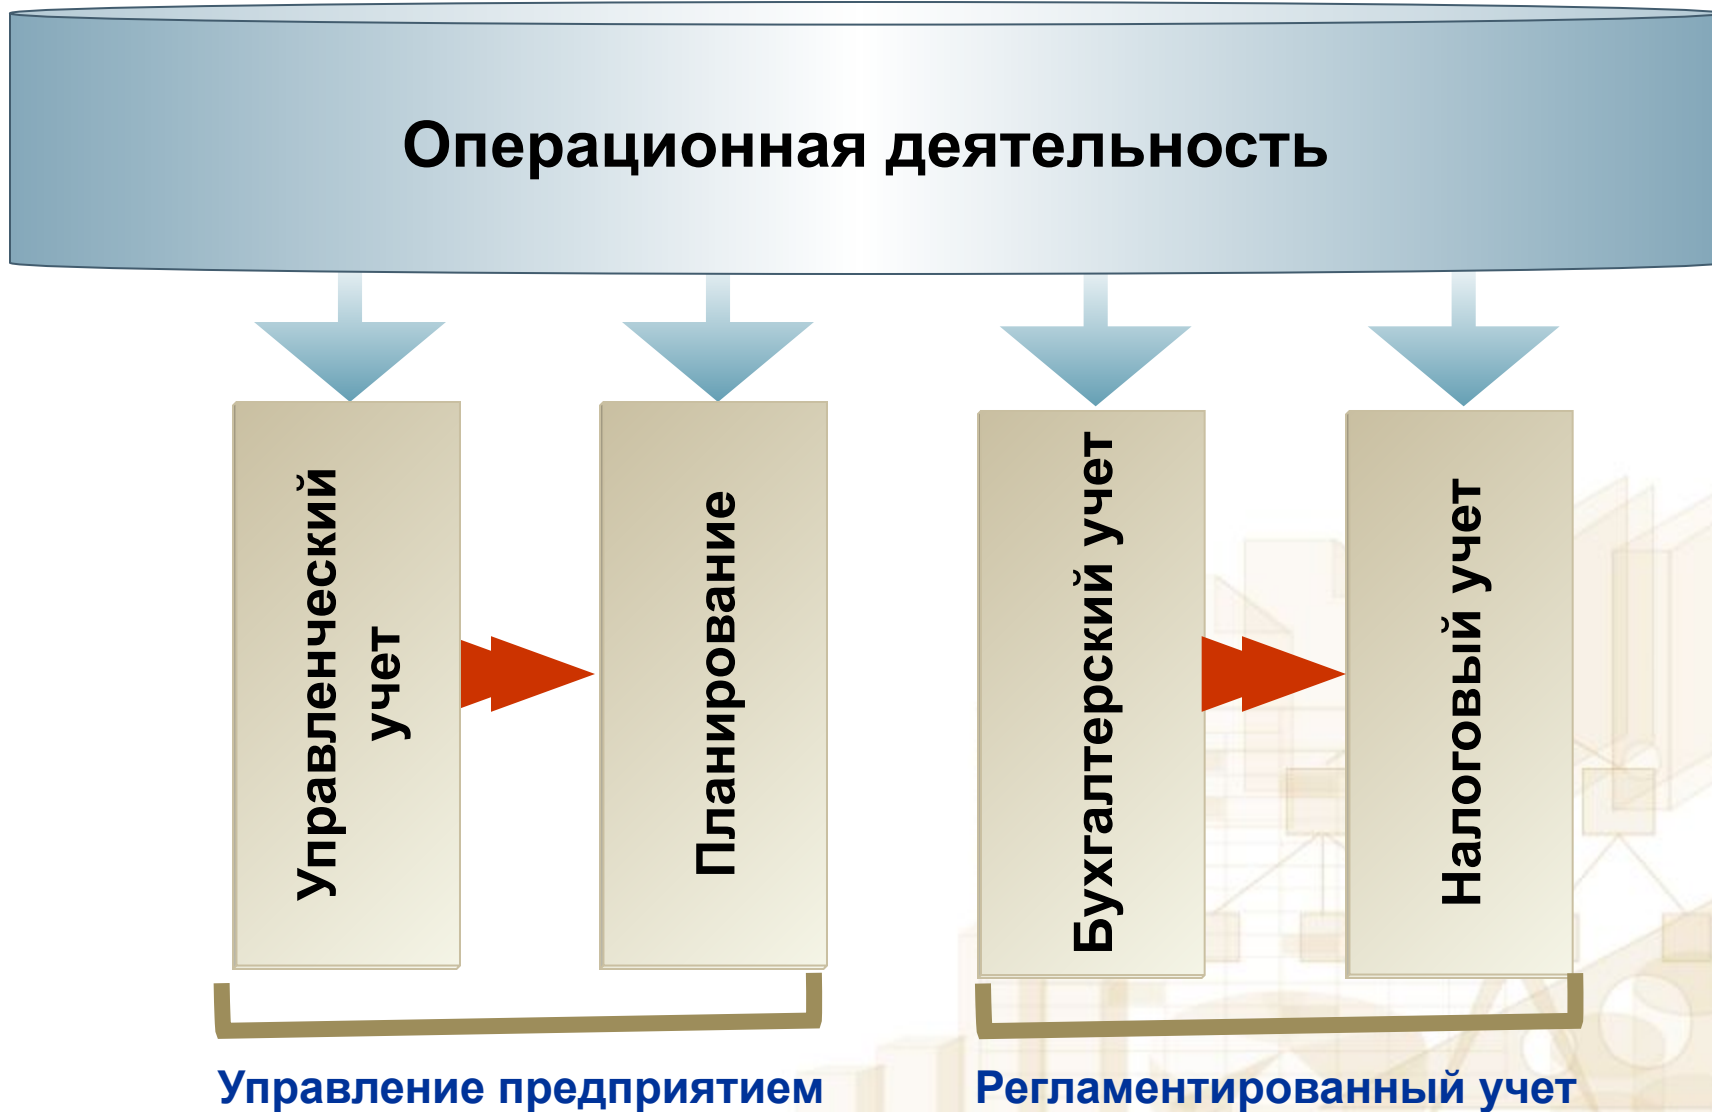 Операционная деятельность
Управленческий
учет
Планирование
Бухгалтерский учет
Налоговый учет
Управление предприятием
Регламентированный учет